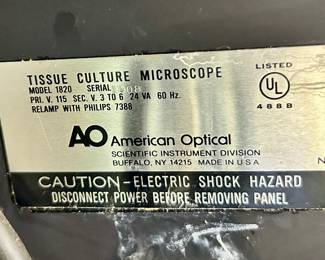 TISSUE CULTURE MICROSCOPE
MODEL 1820 SERIAL
PRI. V. 115 SEC. V. 3 TO 6 24 VA 60 Hz.
RELAMP WITH PHILIPS 7388
LISTED
UL
488B
AO American Optical
SCIENTIFIC INSTRUMENT DIVISION
BUFFALO, NY 14215 MADE IN U.S.A
N
CAUTION-ELECTRIC SHOCK HAZARD
DISCONNECT POWER BEFORE REMOVING PANEL